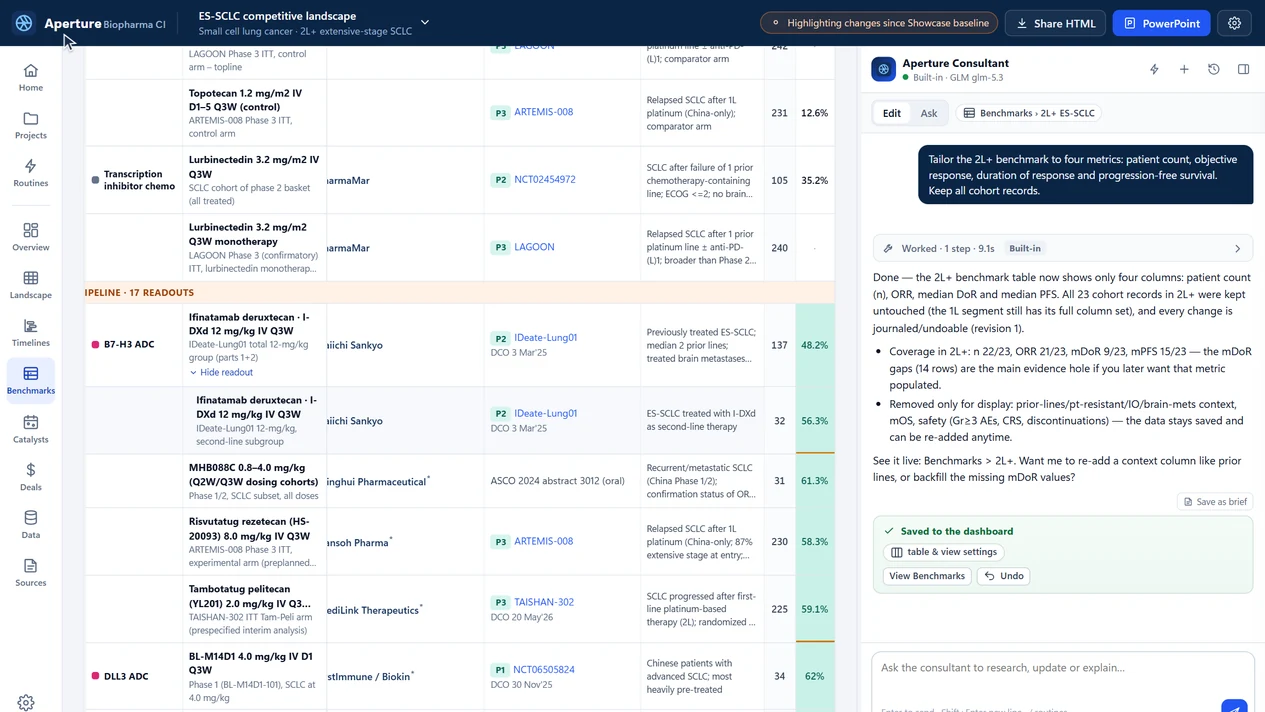 Aperture Biopharma CI
ES-SCLC competitive landscape
Small cell lung cancer · 2L+ extensive-stage SCLC
Highlighting changes since Showcase baseline
Share HTML
PowerPoint
Home
Projects
Routines
Overview
Landscape
Timelines
Benchmarks
Catalysts
Deals
Data
Sources
LAGOON Phase 3 ITT, control
arm – topline
P3 LAGOON
platinum line ± anti-PD-
(L)1; comparator arm
242
-
Topotecan 1.2 mg/m2 IV
D1–5 Q3W (control)
ARTEMIS-008 Phase 3 ITT,
control arm
P3 ARTEMIS-008
Relapsed SCLC after 1L
platinum (China-only);
comparator arm
231
12.6%
Transcription
inhibitor chemo
Lurbinectedin 3.2 mg/m2 IV
Q3W
SCLC cohort of phase 2 basket
(all treated)
armaMar
P2 NCT02454972
SCLC after failure of 1 prior
chemotherapy-containing
line; ECOG <=2; no brain...
105
35.2%
Lurbinectedin 3.2 mg/m2
Q3W monotherapy
LAGOON Phase 3 (confirmatory)
ITT, lurbinectedin monotherap...
armaMar
P3 LAGOON
Relapsed SCLC after 1 prior
platinum line ± anti-PD-
(L)1; broader than Phase 2...
240
-
IPELINE · 17 READOUTS
B7-H3 ADC
Ifinatamab deruxtecan · I-
DXd 12 mg/kg IV Q3W
IDeate-Lung01 total 12-mg/kg
group (parts 1+2)
Hide readout
aiichi Sankyo
P2 IDeate-Lung01
DCO 3 Mar'25
Previously treated ES-SCLC;
median 2 prior lines;
treated brain metastases...
137
48.2%
Ifinatamab deruxtecan · I-
DXd 12 mg/kg IV Q3W
IDeate-Lung01 12-mg/kg,
second-line subgroup
aiichi Sankyo
P2 IDeate-Lung01
DCO 3 Mar'25
ES-SCLC treated with I-DXd
as second-line therapy
32
56.3%
MHB088C 0.8–4.0 mg/kg
(Q2W/Q3W dosing cohorts)
Phase 1/2, SCLC subset, all doses
inghui Pharmaceutical*
ASCO 2024 abstract 3012 (oral)
Recurrent/metastatic SCLC
(China Phase 1/2);
confirmation status of OR...
31
61.3%
Risvutatug rezetecan (HS-
20093) 8.0 mg/kg IV Q3W
ARTEMIS-008 Phase 3 ITT,
experimental arm (preplanned...
ansoh Pharma*
P3 ARTEMIS-008
Relapsed SCLC after 1L
platinum (China-only; 87%
extensive stage at entry;...
230
58.3%
Tambotatug pelitecan
(YL201) 2.0 mg/kg IV Q3...
TAISHAN-302 ITT Tam-Peli arm
(prespecified interim analysis)
ediLink Therapeutics*
P3 TAISHAN-302
DCO 20 May'26
SCLC progressed after first-
line platinum-based
therapy (2L); randomized ...
225
59.1%
DLL3 ADC
BL-M14D1 4.0 mg/kg IV D1
Q3W
Phase 1 (BL-M14D1-101), SCLC at
4.0 mg/kg
stImmune / Biokin*
P1 NCT06505824
DCO 30 Nov'25
Chinese patients with
advanced SCLC; most
heavily pre-treated
34
62%
Aperture Consultant
Built-in · GLM glm-5.3
Edit
Ask
Benchmarks › 2L+ ES-SCLC
Tailor the 2L+ benchmark to four metrics: patient count, objective
response, duration of response and progression-free survival.
Keep all cohort records.
Worked · 1 step · 9.1s Built-in
Done — the 2L+ benchmark table now shows only four columns: patient count
(n), ORR, median DoR and median PFS. All 23 cohort records in 2L+ were kept
untouched (the 1L segment still has its full column set), and every change is
journaled/undoable (revision 1).
• Coverage in 2L+: n 22/23, ORR 21/23, mDoR 9/23, mPFS 15/23 — the mDoR
gaps (14 rows) are the main evidence hole if you later want that metric
populated.
• Removed only for display: prior-lines/pt-resistant/IO/brain-mets context,
mOS, safety (Gr≥3 AEs, CRS, discontinuations) — the data stays saved and
can be re-added anytime.
See it live: Benchmarks > 2L+. Want me to re-add a context column like prior
lines, or backfill the missing mDoR values?
Save as brief
Saved to the dashboard
table & view settings
View Benchmarks
Undo
Ask the consultant to research, update or explain...